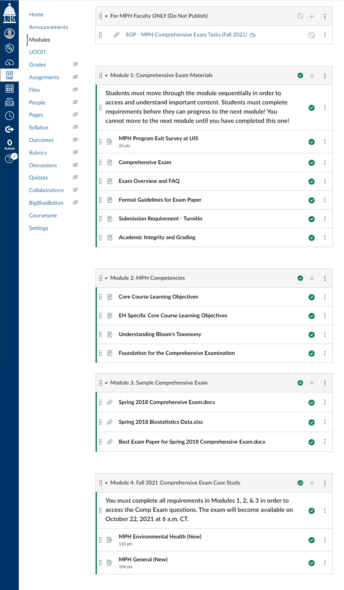 UIS
Home
Announcements
Modules
UDOIT
Grades
Assignments
Files
People
Pages
Syllabus
Outcomes
Rubrics
Discussions
Quizzes
Collaborations
BigBlueButton
Coursetune
Settings
For MPH Faculty ONLY (Do Not Publish)
SOP - MPH Comprehensive Exam Tasks (Fall 2021)
Module 1: Comprehensive Exam Materials
Students must move through the module sequentially in order to
access and understand important content. Students must complete
requirements before they can progress to the next module! You
cannot move to the next module until you have completed this one!
MPH Program Exit Survey at UIS
20 pts
Comprehensive Exam
Exam Overview and FAQ
Format Guidelines for Exam Paper
Submission Requirement - Turnitin
Academic Integrity and Grading
Module 2: MPH Competencies
Core Course Learning Objectives
EH Specific Core Course Learning Objectives
Understanding Bloom's Taxonomy
Foundation for the Comprehensive Examination
Module 3: Sample Comprehensive Exam
Spring 2018 Comprehensive Exam.docx
Spring 2018 Biostatistics Data.xlsx
Best Exam Paper for Spring 2018 Comprehensive Exam.docx
Module 4: Fall 2021 Comprehensive Exam Case Study
You must complete all requirements in Modules 1, 2, & 3 in order to
access the Comp Exam questions. The exam will become available on
October 22, 2021 at 6 a.m. CT.
MPH Environmental Health (New)
110 pts
MPH General (New)
100 pts